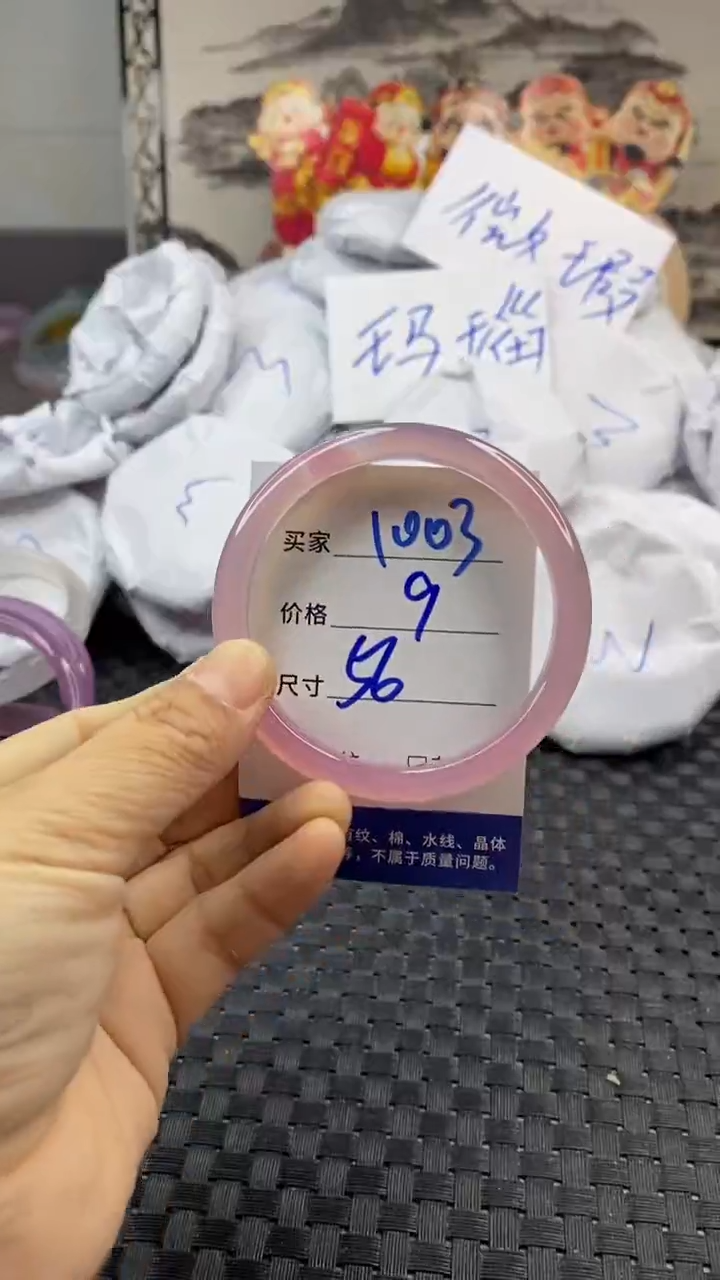 微瑕
玛瑙
买家 1003
价格 9
尺寸 56
纹、棉、水线、晶体
,不属于质量问题。